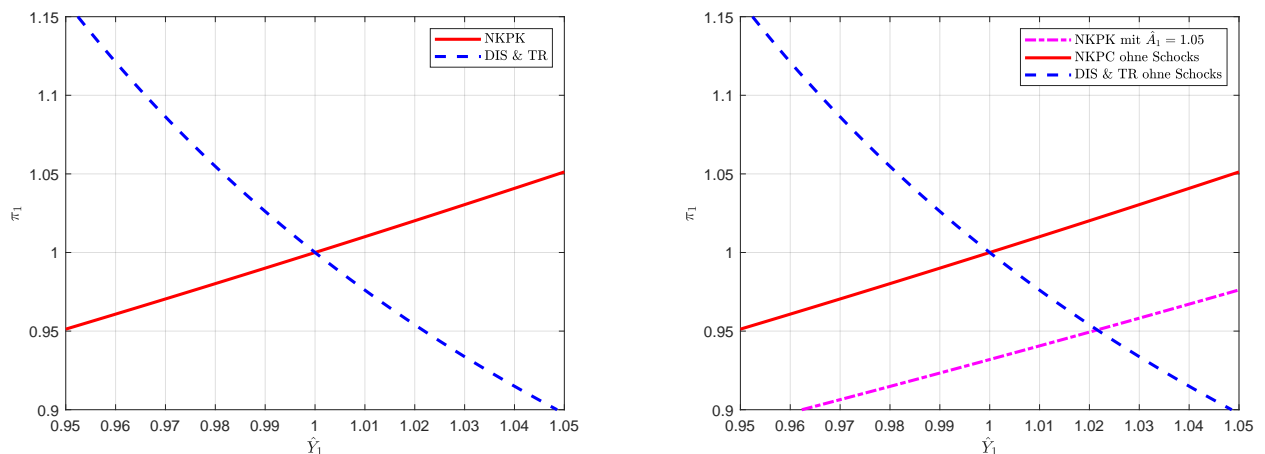 1.15
1.1
1.05
1
0.95
0.9
π₁
0.95 0.96 0.97 0.98 0.99 1 1.01 1.02 1.03 1.04 1.05
Ŷ₁
NKPK
DIS & TR
1.15
1.1
1.05
1
0.95
0.9
π₁
0.95 0.96 0.97 0.98 0.99 1 1.01 1.02 1.03 1.04 1.05
Ŷ₁
NKPK mit Â₁ = 1.05
NKPC ohne Schocks
DIS & TR ohne Schocks